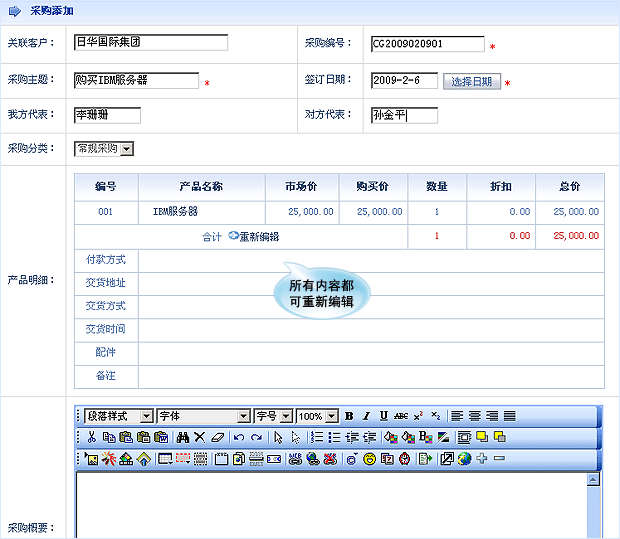 采购添加
关联客户： 日华国际集团 采购编号： CG2009020901 *
采购主题： 购买IBM服务器 * 签订日期： 2009-2-6 选择日期 *
我方代表： 李珊珊 对方代表： 孙金平
采购分类： 常规采购
编号 产品名称 市场价 购买价 数量 折扣 总价
001 IBM服务器 25,000.00 25,000.00 1 0.00 25,000.00
合计 重新编辑 1 0.00 25,000.00
产品明细：
付款方式
交货地址
交货方式
交货时间
配件
备注
所有内容都
可重新编辑
段落样式 字体 字号 100% B I U ABC x² x₂
采购概要：